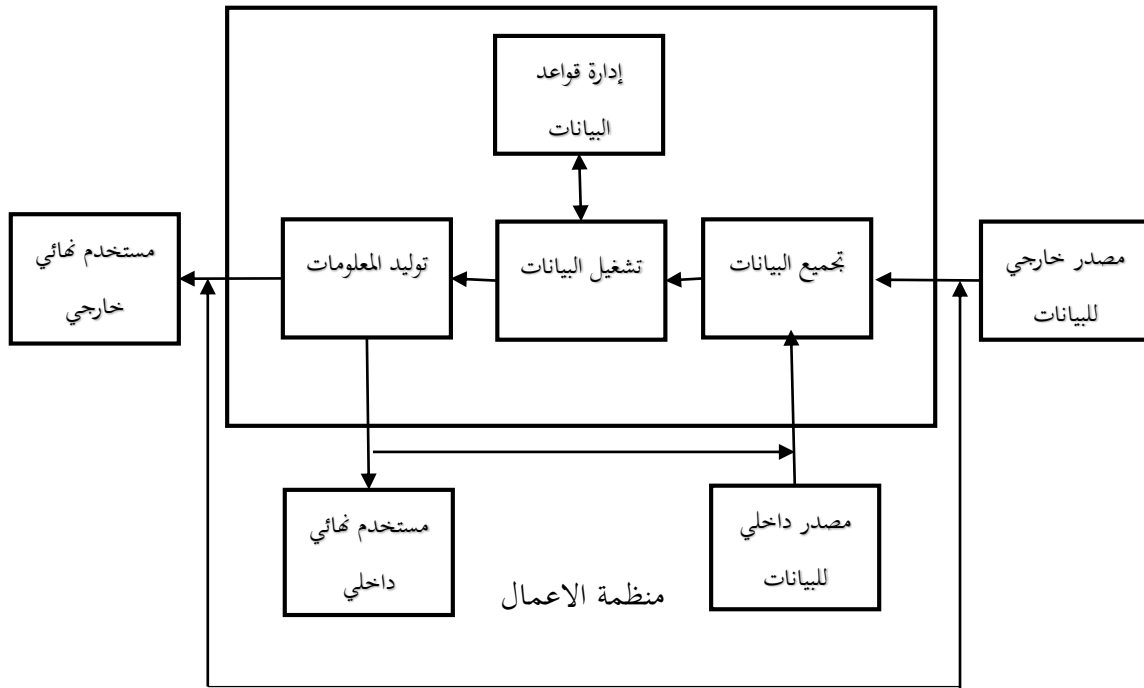 إدارة قواعد
البيانات
مصدر خارجي
للبيانات
تجميع البيانات
تشغيل البيانات
توليد المعلومات
مستخدم نهائي
خارجي
مصدر داخلي
للبيانات
مستخدم نهائي
داخلي
منظمة الاعمال